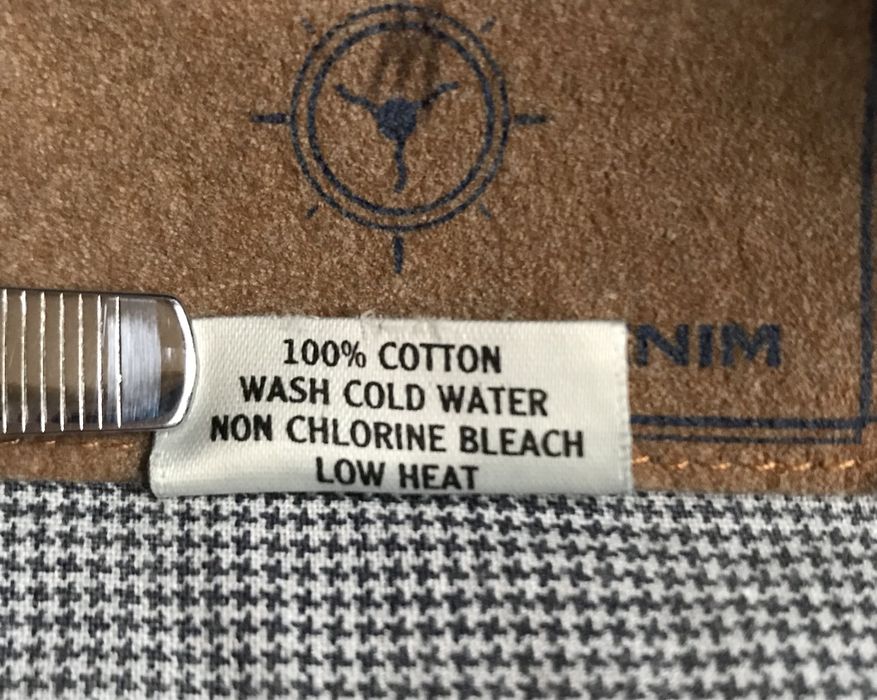 100% COTTON
WASH COLD WATER
NON CHLORINE BLEACH
LOW HEAT
NIM